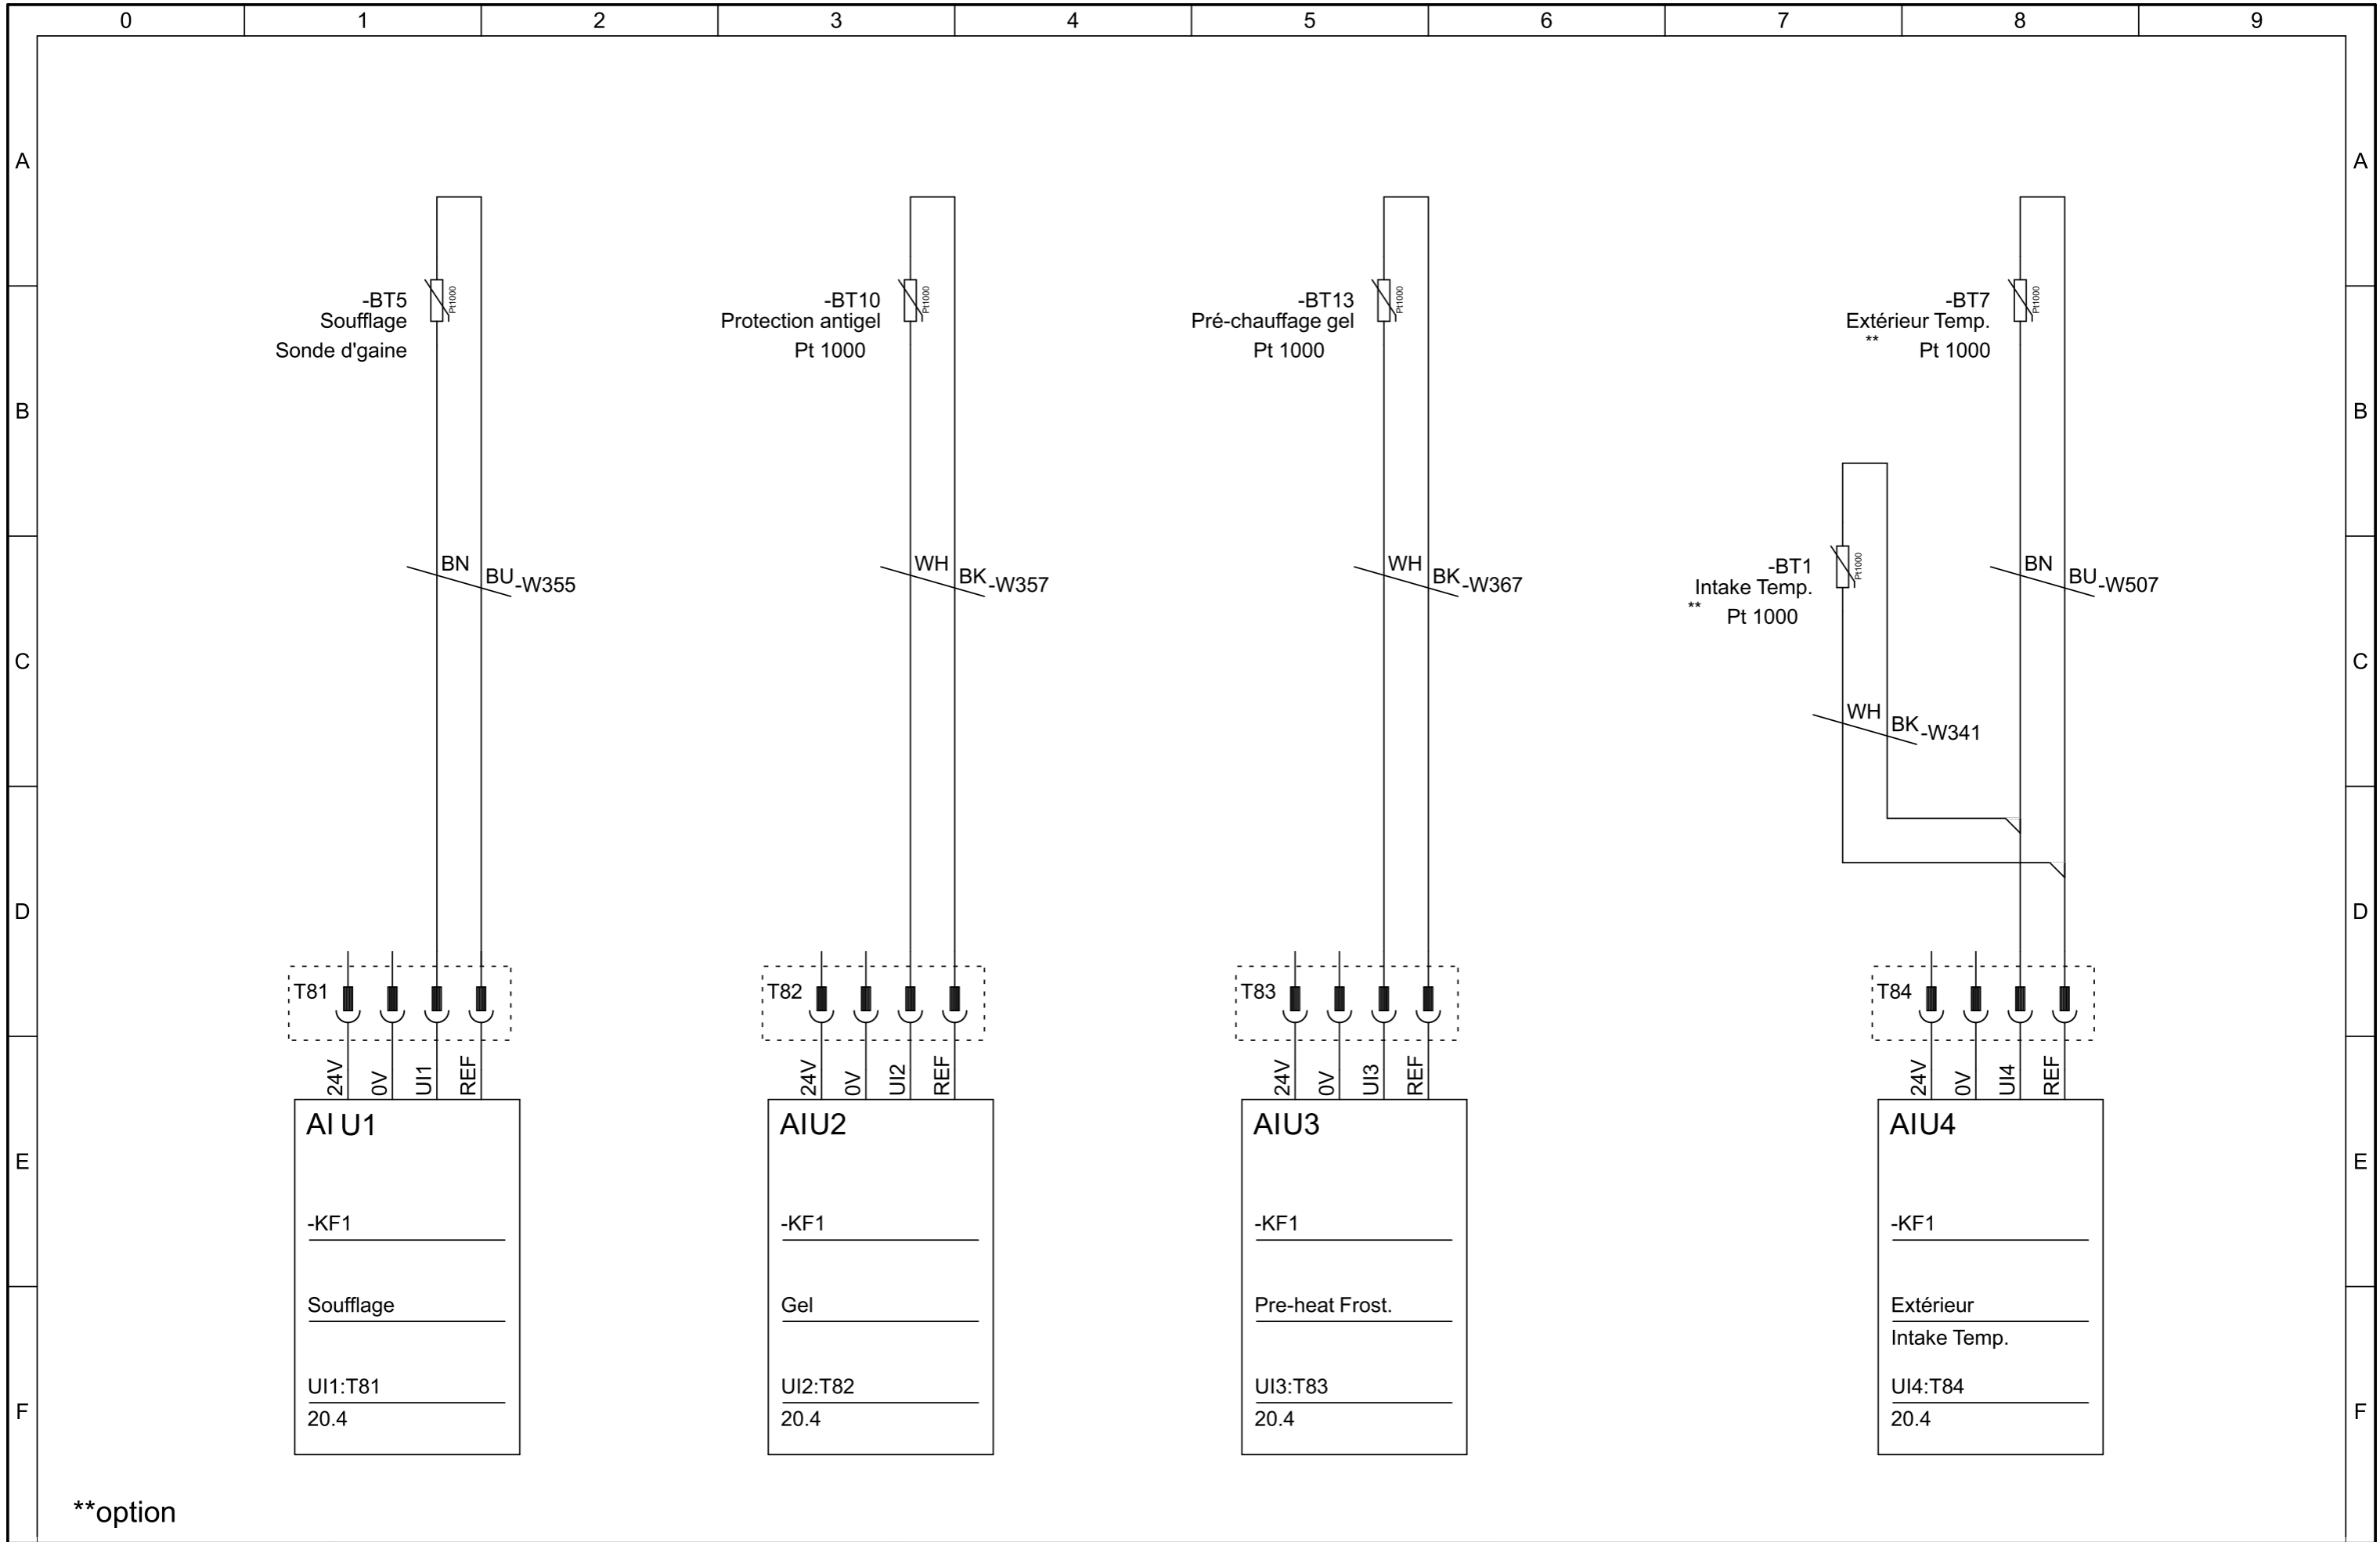 0 1 2 3 4 5 6 7 8 9
A A
-BT5
Soufflage
Sonde d'gaine
Pt1000
-BT10
Protection antigel
Pt 1000
Pt1000
-BT13
Pré-chauffage gel
Pt 1000
Pt1000
-BT7
Extérieur Temp.
** Pt 1000
Pt1000
B B
BN BU -W355
WH BK -W357
WH BK -W367
-BT1
Intake Temp.
** Pt 1000
Pt1000
BN BU -W507
C C
WH BK -W341
D D
T81
T82
T83
T84
24V 0V UI1 REF
24V 0V UI2 REF
24V 0V UI3 REF
24V 0V UI4 REF
E E
AI U1
-KF1
Soufflage
UI1:T81
20.4
AIU2
-KF1
Gel
UI2:T82
20.4
AIU3
-KF1
Pre-heat Frost.
UI3:T83
20.4
AIU4
-KF1
Extérieur
Intake Temp.
UI4:T84
20.4
F F
**option